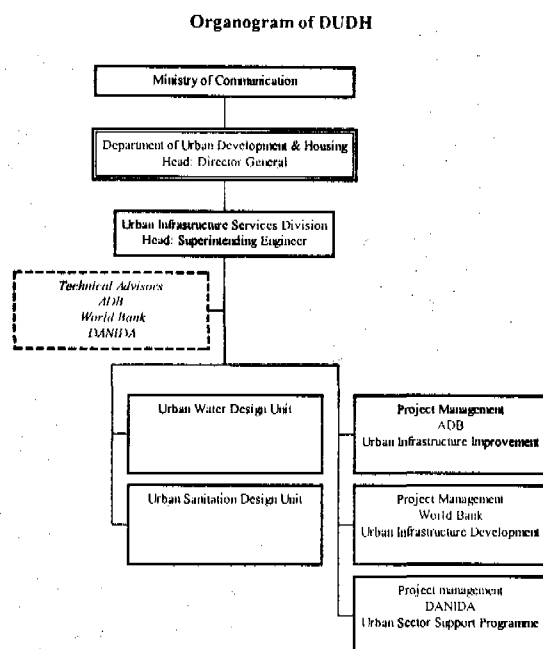 Organogram of DUDH
Ministry of Communication
Department of Urban Development & Housing
Head: Director General
Urban Infrastructure Services Division
Head: Superintending Engineer
Technical Advisors
ADB
World Bank
DANIDA
Urban Water Design Unit
Urban Sanitation Design Unit
Project Management
ADB
Urban Infrastructure Improvement
Project Management
World Bank
Urban Infrastructure Development
Project management
DANIDA
Urban Sector Support Programme